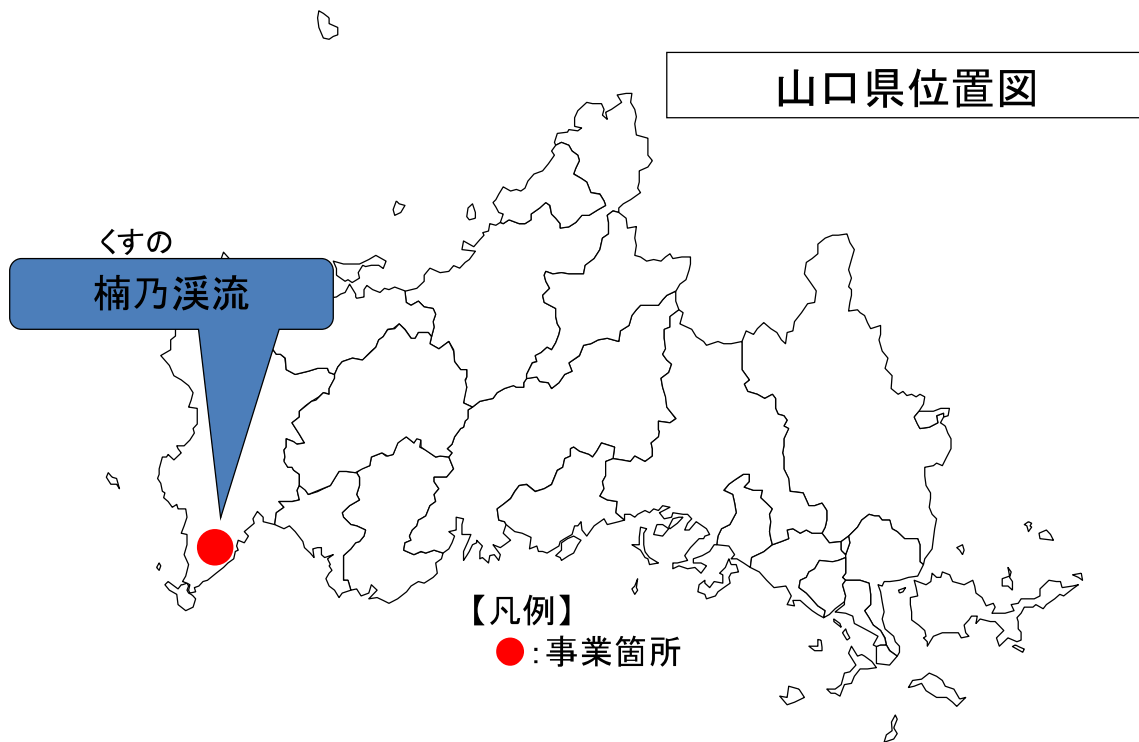 山口県位置図
くすの
楠乃渓流
【凡例】
●:事業箇所